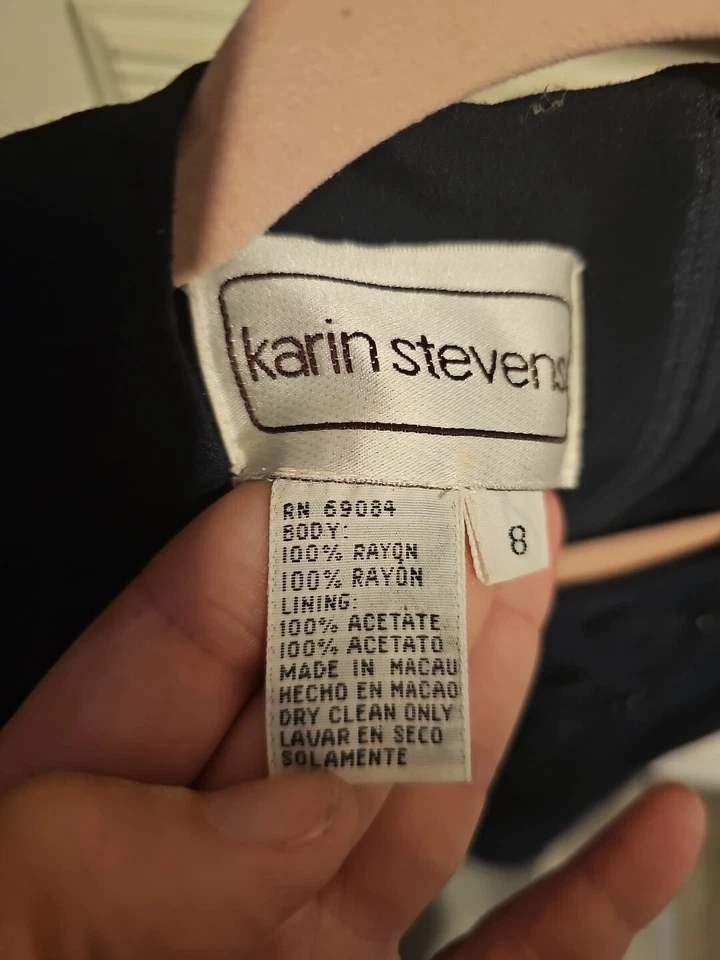 karin stevens
RN 69084
BODY:
100% RAYON
100% RAYÓN
LINING:
100% ACETATE
100% ACETATO
MADE IN MACAU
HECHO EN MACAO
DRY CLEAN ONLY
LAVAR EN SECO
SOLAMENTE
8